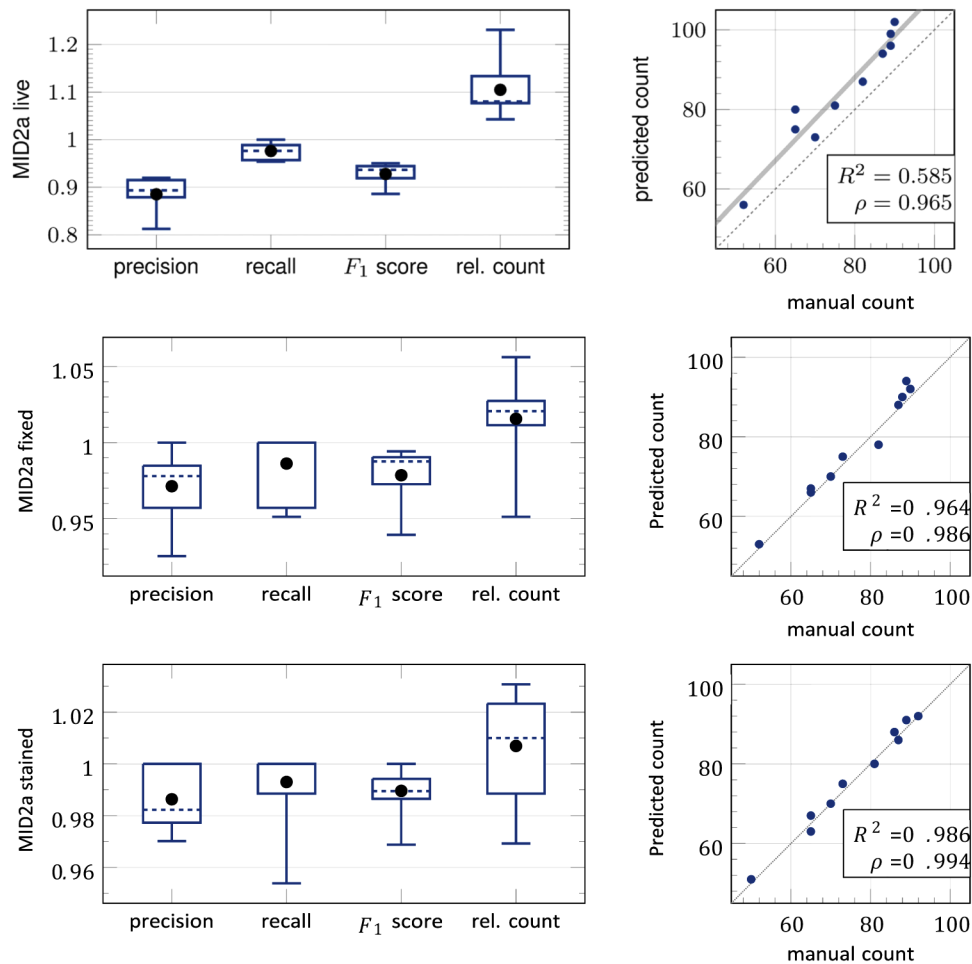 MID2a live
1.2
1.1
1
0.9
0.8
precision recall F₁ score rel. count
predicted count
100
80
60
R² = 0.585
ρ = 0.965
60 80 100
manual count
MID2a fixed
1.05
1
0.95
precision recall F₁ score rel. count
Predicted count
100
80
60
R² =0 .964
ρ =0 .986
60 80 100
manual count
MID2a stained
1.02
1
0.98
0.96
precision recall F₁ score rel. count
Predicted count
100
80
60
R² =0 .986
ρ =0 .994
60 80 100
manual count